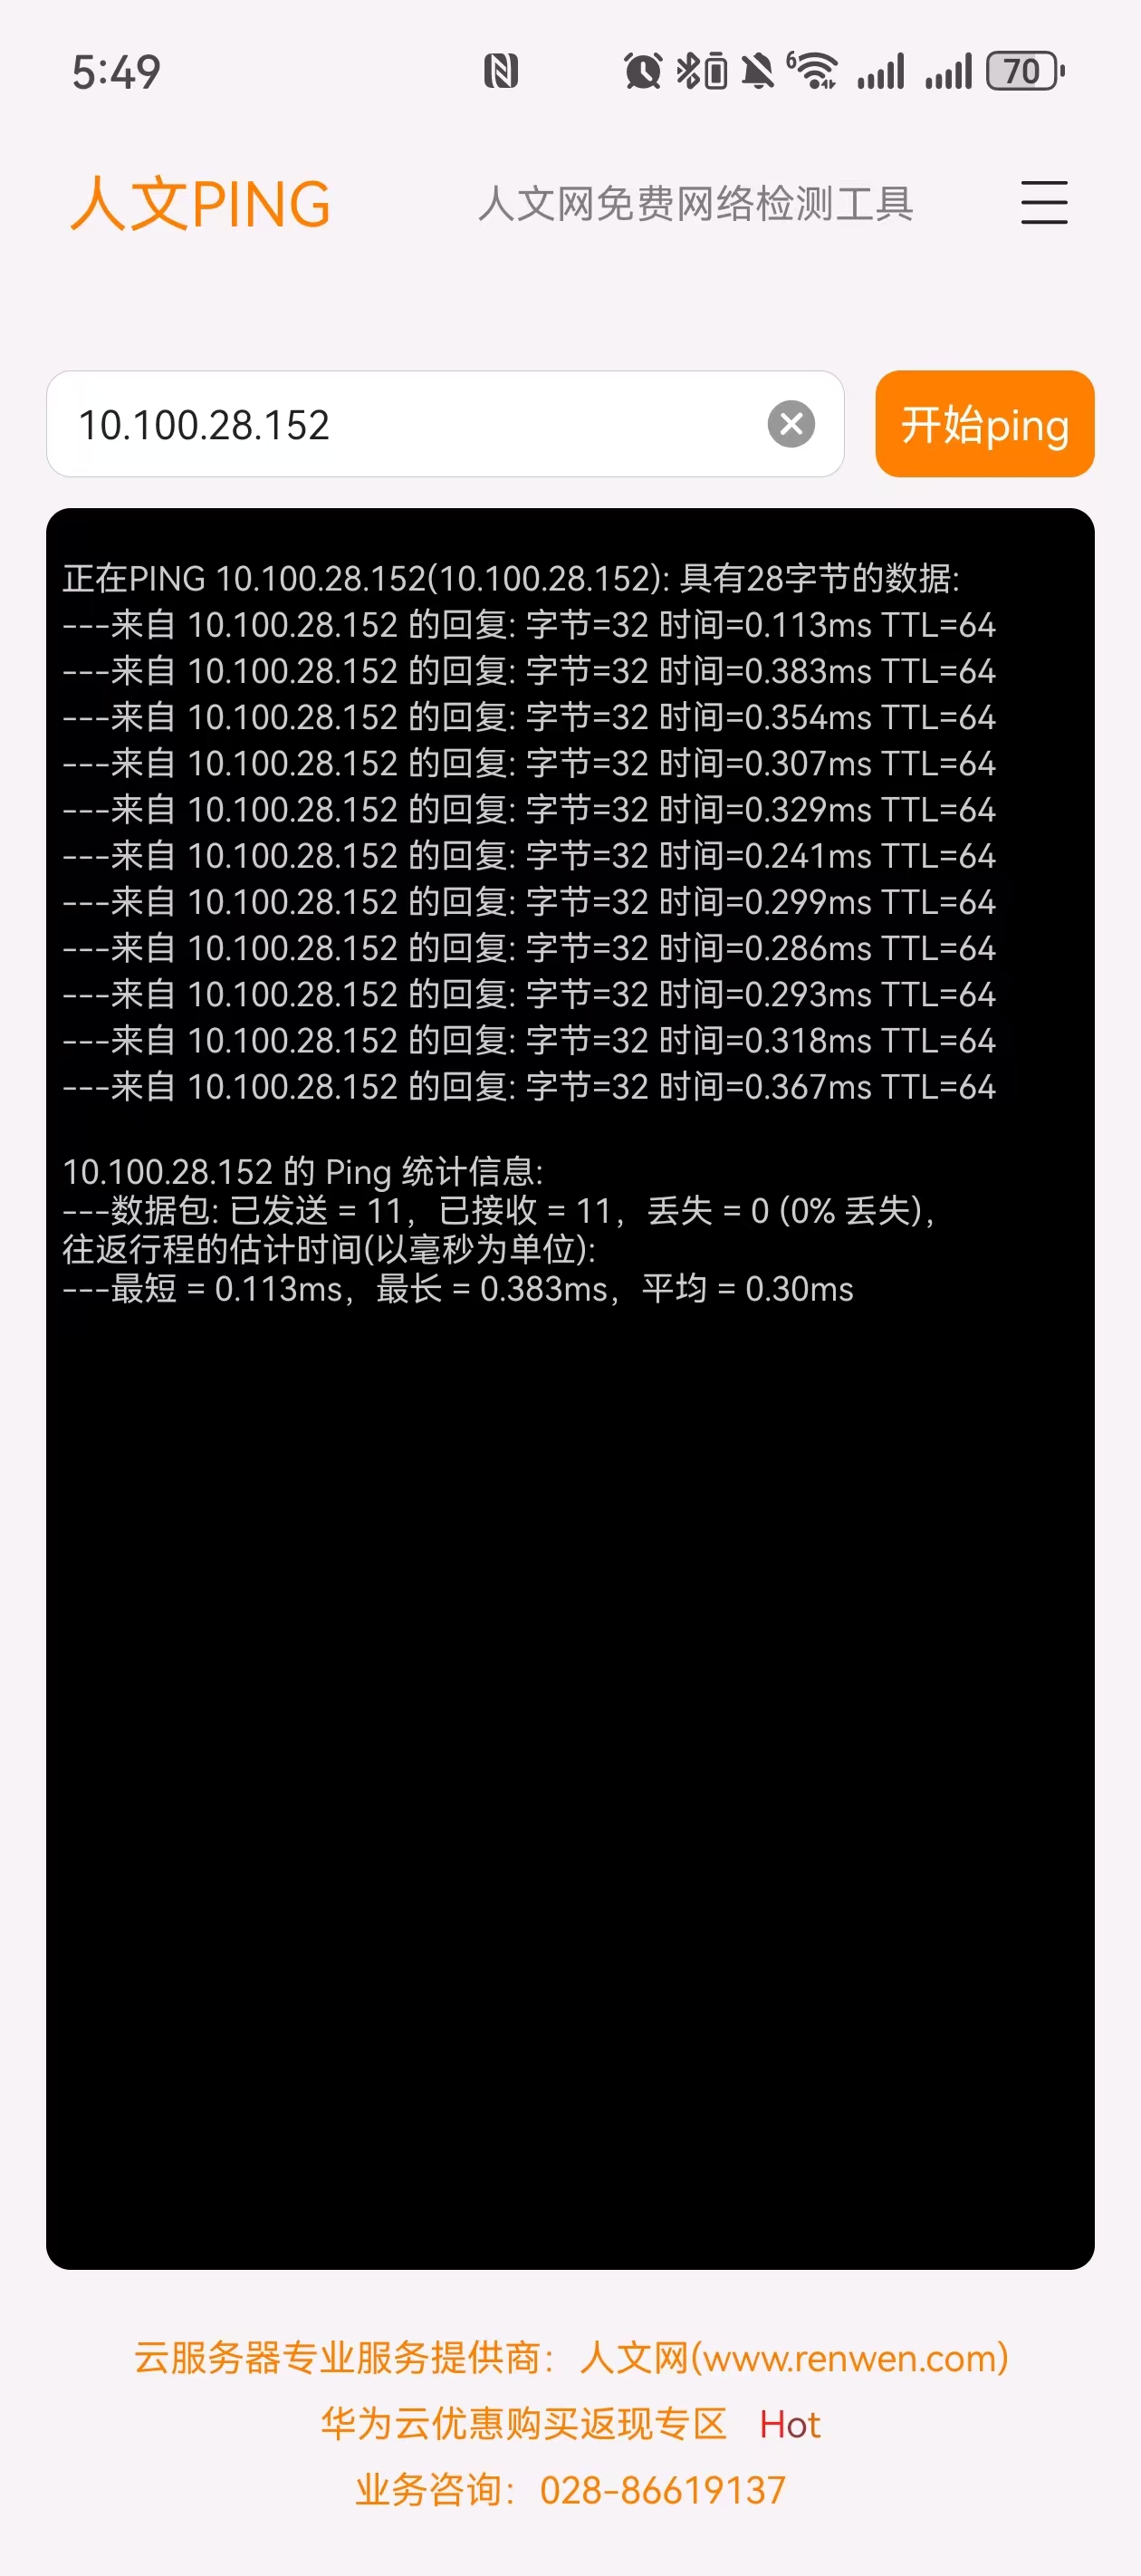 5:49
6
70
人文PING
人文网免费网络检测工具
10.100.28.152
开始ping
正在PING 10.100.28.152(10.100.28.152): 具有28字节的数据:
---来自 10.100.28.152 的回复: 字节=32 时间=0.113ms TTL=64
---来自 10.100.28.152 的回复: 字节=32 时间=0.383ms TTL=64
---来自 10.100.28.152 的回复: 字节=32 时间=0.354ms TTL=64
---来自 10.100.28.152 的回复: 字节=32 时间=0.307ms TTL=64
---来自 10.100.28.152 的回复: 字节=32 时间=0.329ms TTL=64
---来自 10.100.28.152 的回复: 字节=32 时间=0.241ms TTL=64
---来自 10.100.28.152 的回复: 字节=32 时间=0.299ms TTL=64
---来自 10.100.28.152 的回复: 字节=32 时间=0.286ms TTL=64
---来自 10.100.28.152 的回复: 字节=32 时间=0.293ms TTL=64
---来自 10.100.28.152 的回复: 字节=32 时间=0.318ms TTL=64
---来自 10.100.28.152 的回复: 字节=32 时间=0.367ms TTL=64
10.100.28.152 的 Ping 统计信息:
---数据包: 已发送 = 11，已接收 = 11，丢失 = 0 (0% 丢失)，
往返行程的估计时间(以毫秒为单位):
---最短 = 0.113ms，最长 = 0.383ms，平均 = 0.30ms
云服务器专业服务提供商：人文网(www.renwen.com)
华为云优惠购买返现专区 Hot
业务咨询：028-86619137